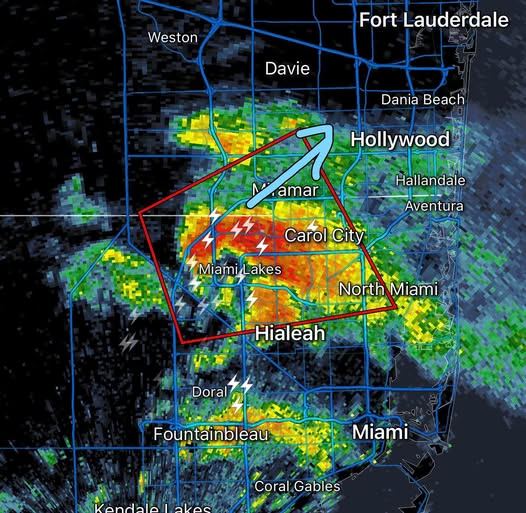 Fort Lauderdale
Weston
Davie
Dania Beach
Hollywood
Hallandale
Miramar
Aventura
Carol City
Miami Lakes
North Miami
Hialeah
Doral
Fountainbleau
Miami
Coral Gables
Kendale Lakes